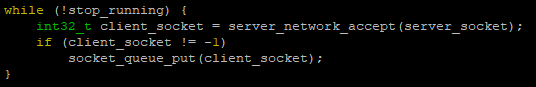 while (!stop_running) {
    int32_t client_socket = server_network_accept(server_socket);
    if (client_socket != -1)
        socket_queue_put(client_socket);
}